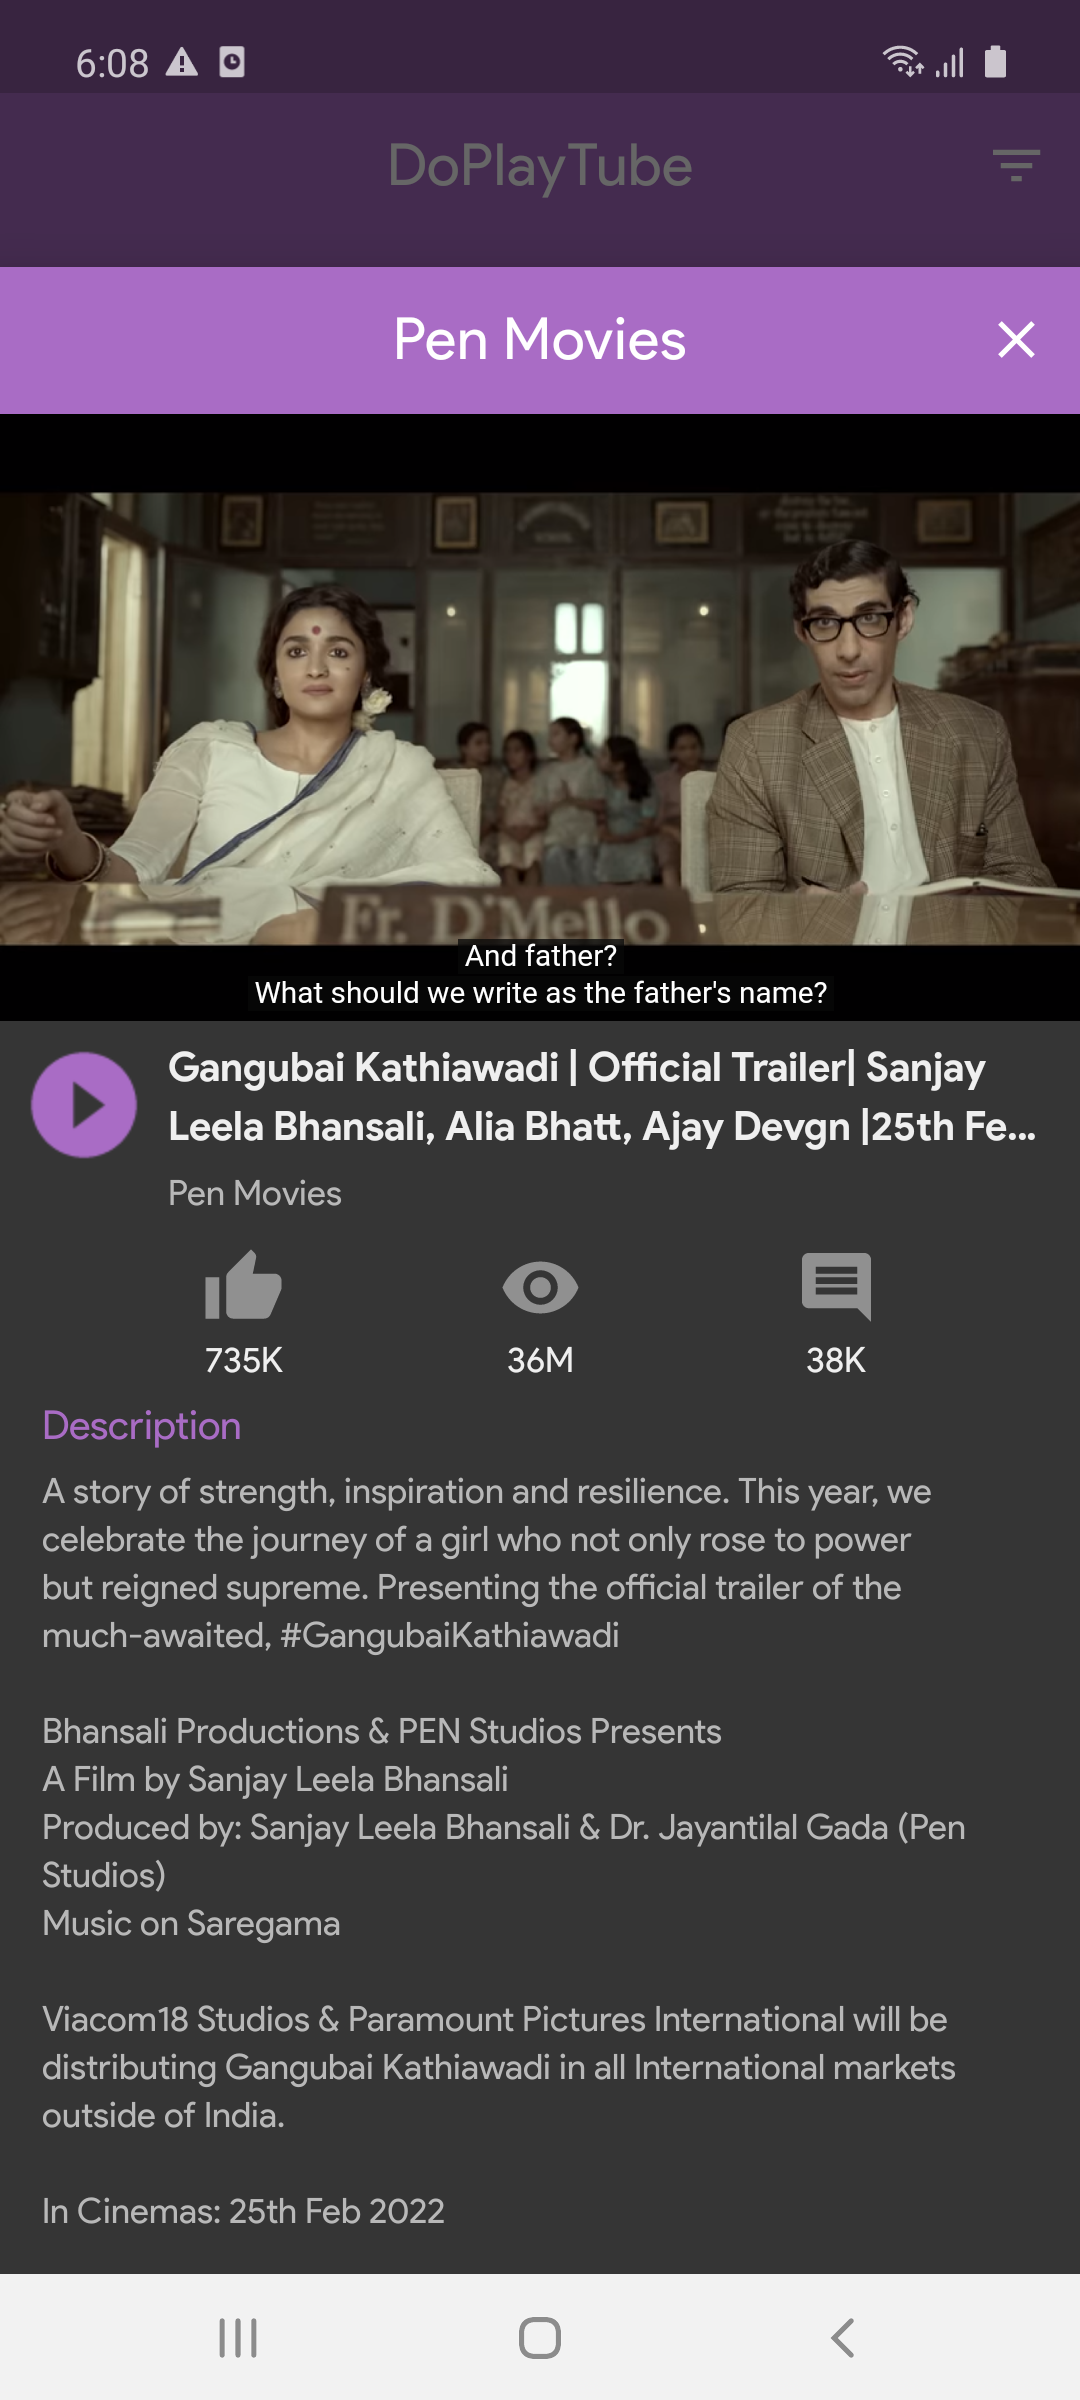 6:08
DoPlayTube
Pen Movies
Fr. D'Mello
And father?
What should we write as the father's name?
Gangubai Kathiawadi | Official Trailer| Sanjay
Leela Bhansali, Alia Bhatt, Ajay Devgn |25th Fe...
Pen Movies
735K
36M
38K
Description
A story of strength, inspiration and resilience. This year, we
celebrate the journey of a girl who not only rose to power
but reigned supreme. Presenting the official trailer of the
much-awaited, #GangubaiKathiawadi
Bhansali Productions & PEN Studios Presents
A Film by Sanjay Leela Bhansali
Produced by: Sanjay Leela Bhansali & Dr. Jayantilal Gada (Pen
Studios)
Music on Saregama
Viacom18 Studios & Paramount Pictures International will be
distributing Gangubai Kathiawadi in all International markets
outside of India.
In Cinemas: 25th Feb 2022